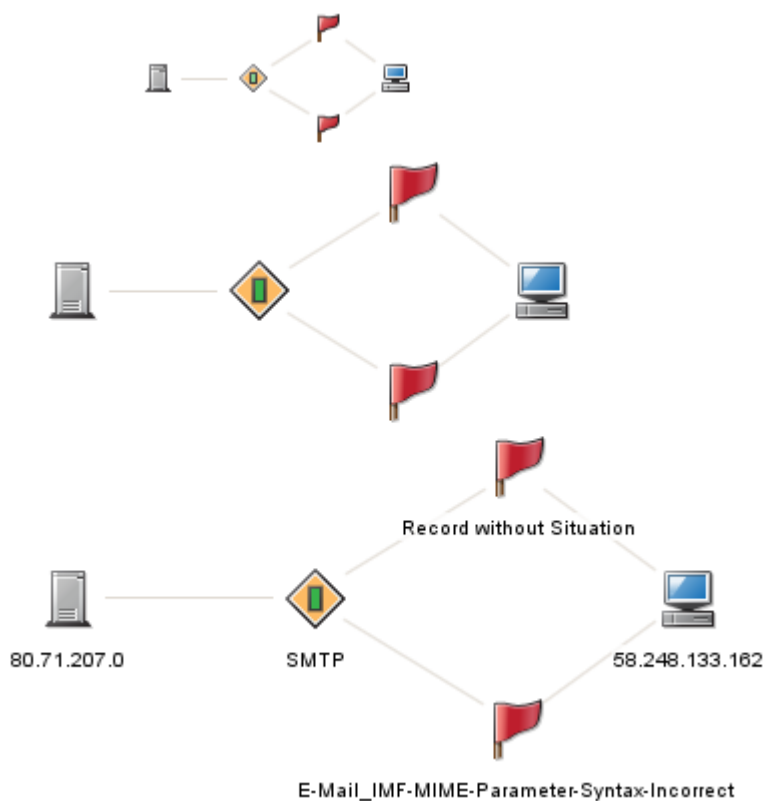 Record without Situation
80.71.207.0
SMTP
58.248.133.162
E-Mail_IMF-MIME-Parameter-Syntax-Incorrect